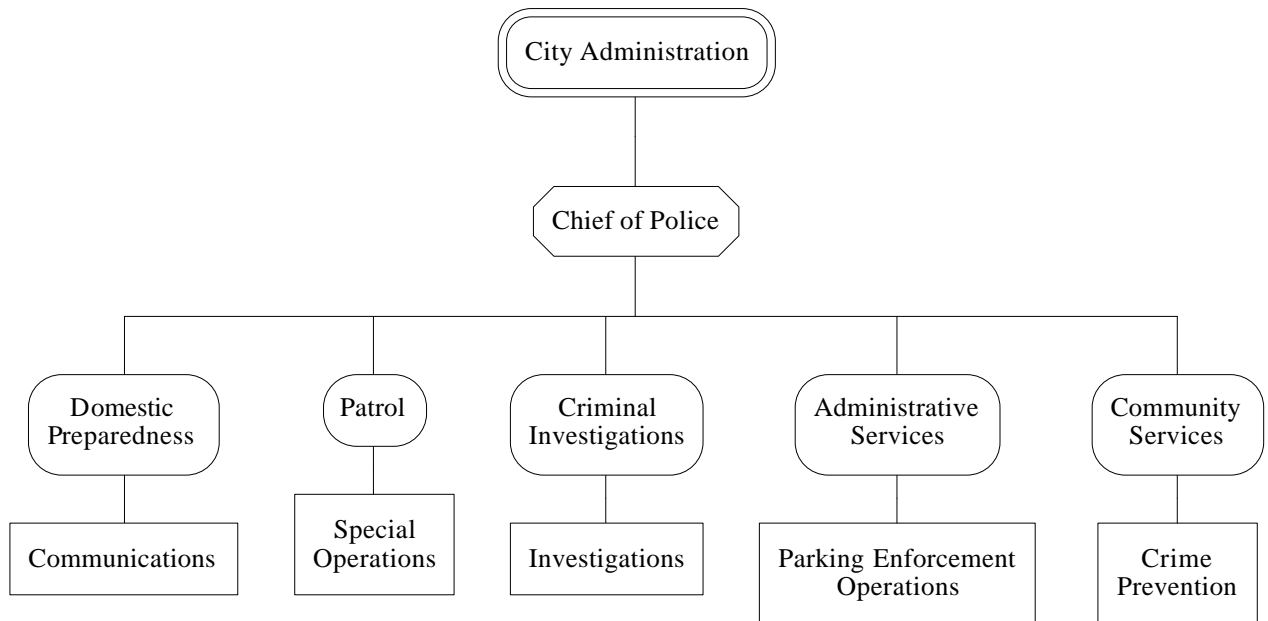 City Administration
Chief of Police
Domestic
Preparedness
Patrol
Criminal
Investigations
Administrative
Services
Community
Services
Communications
Special
Operations
Investigations
Parking Enforcement
Operations
Crime
Prevention